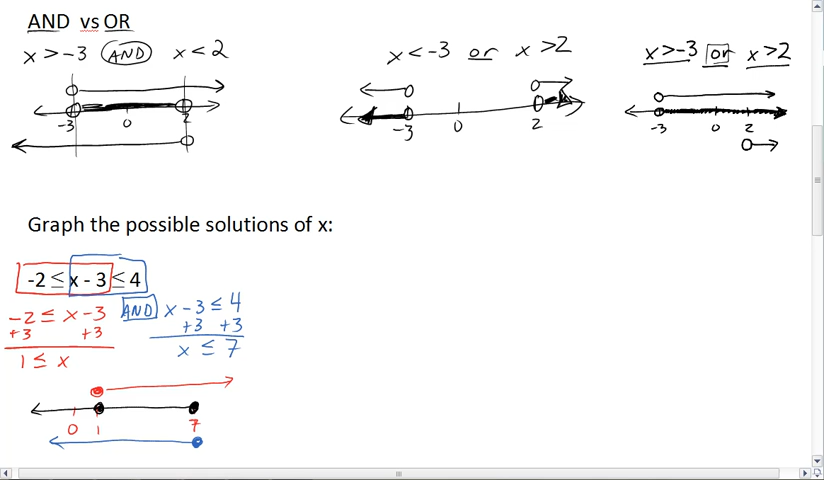 AND vs OR
x > -3 AND x < 2
-3 0 2
x < -3 or x > 2
-3 0 2
x > -3 or x > 2
-3 0 2
Graph the possible solutions of x:
-2 ≤ x - 3 ≤ 4
-2 ≤ x - 3 AND x - 3 ≤ 4
+3 +3 +3 +3
1 ≤ x x ≤ 7
0 1 7